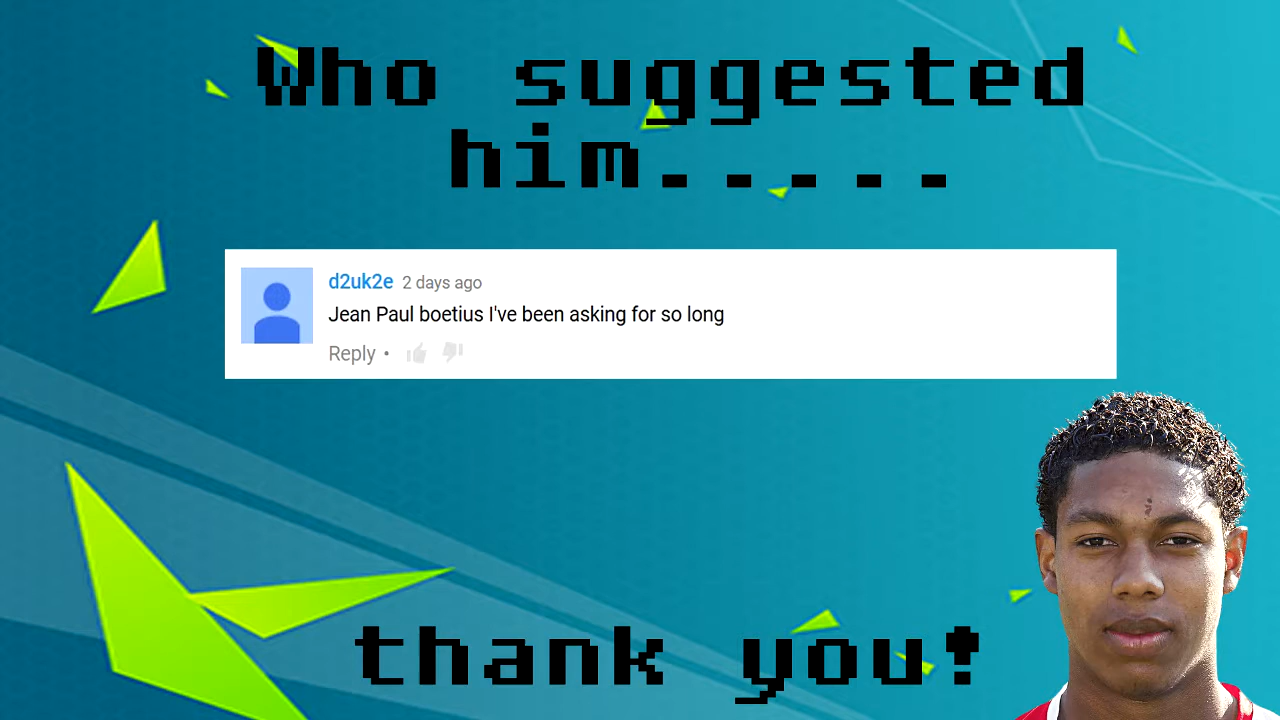 Who suggested
him.....
d2uk2e 2 days ago
Jean Paul boetius I've been asking for so long
Reply •
thank you!